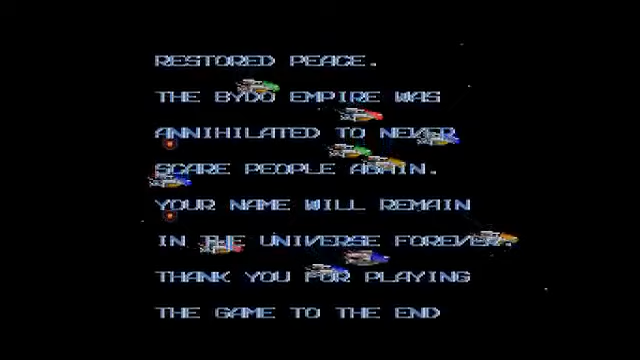 RESTORED PEACE.
THE BYDO EMPIRE WAS
ANNIHILATED TO NEVER
SCARE PEOPLE AGAIN.
YOUR NAME WILL REMAIN
IN THE UNIVERSE FOREVER.
THANK YOU FOR PLAYING
THE GAME TO THE END